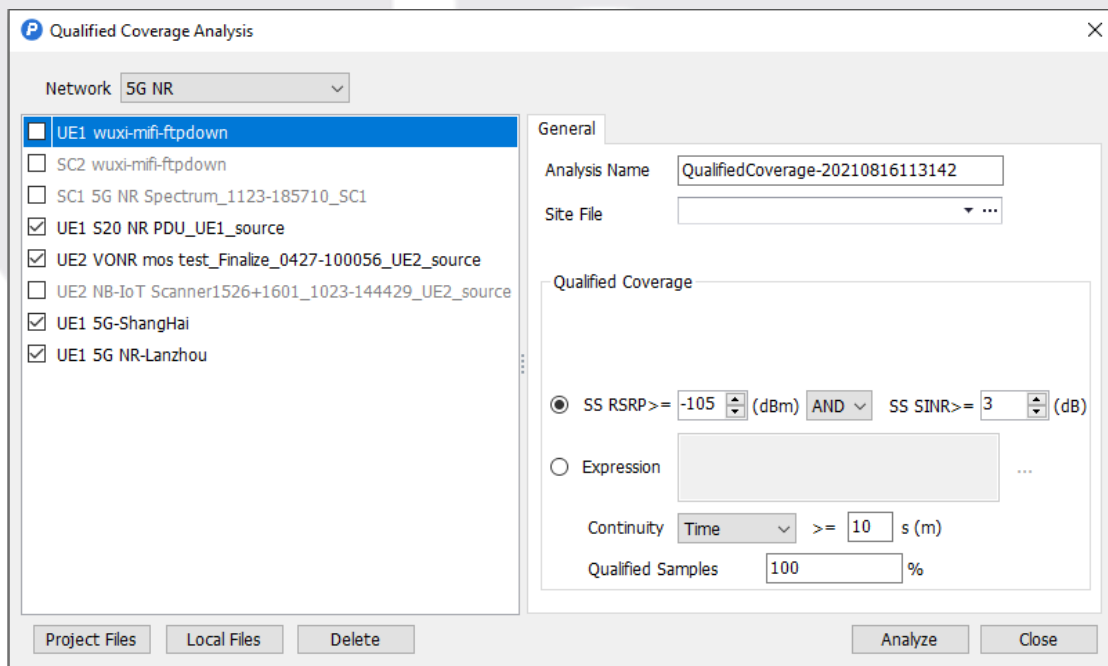 Qualified Coverage Analysis
Network 5G NR
UE1 wuxi-mifi-ftpdown
SC2 wuxi-mifi-ftpdown
SC1 5G NR Spectrum_1123-185710_SC1
UE1 S20 NR PDU_UE1_source
UE2 VONR mos test_Finalize_0427-100056_UE2_source
UE2 NB-IoT Scanner1526+1601_1023-144429_UE2_source
UE1 5G-ShangHai
UE1 5G NR-Lanzhou
Project Files Local Files Delete
General
Analysis Name QualifiedCoverage-20210816113142
Site File ...
Qualified Coverage
SS RSRP>= -105 (dBm) AND SS SINR>= 3 (dB)
Expression ...
Continuity Time >= 10 s (m)
Qualified Samples 100 %
Analyze Close